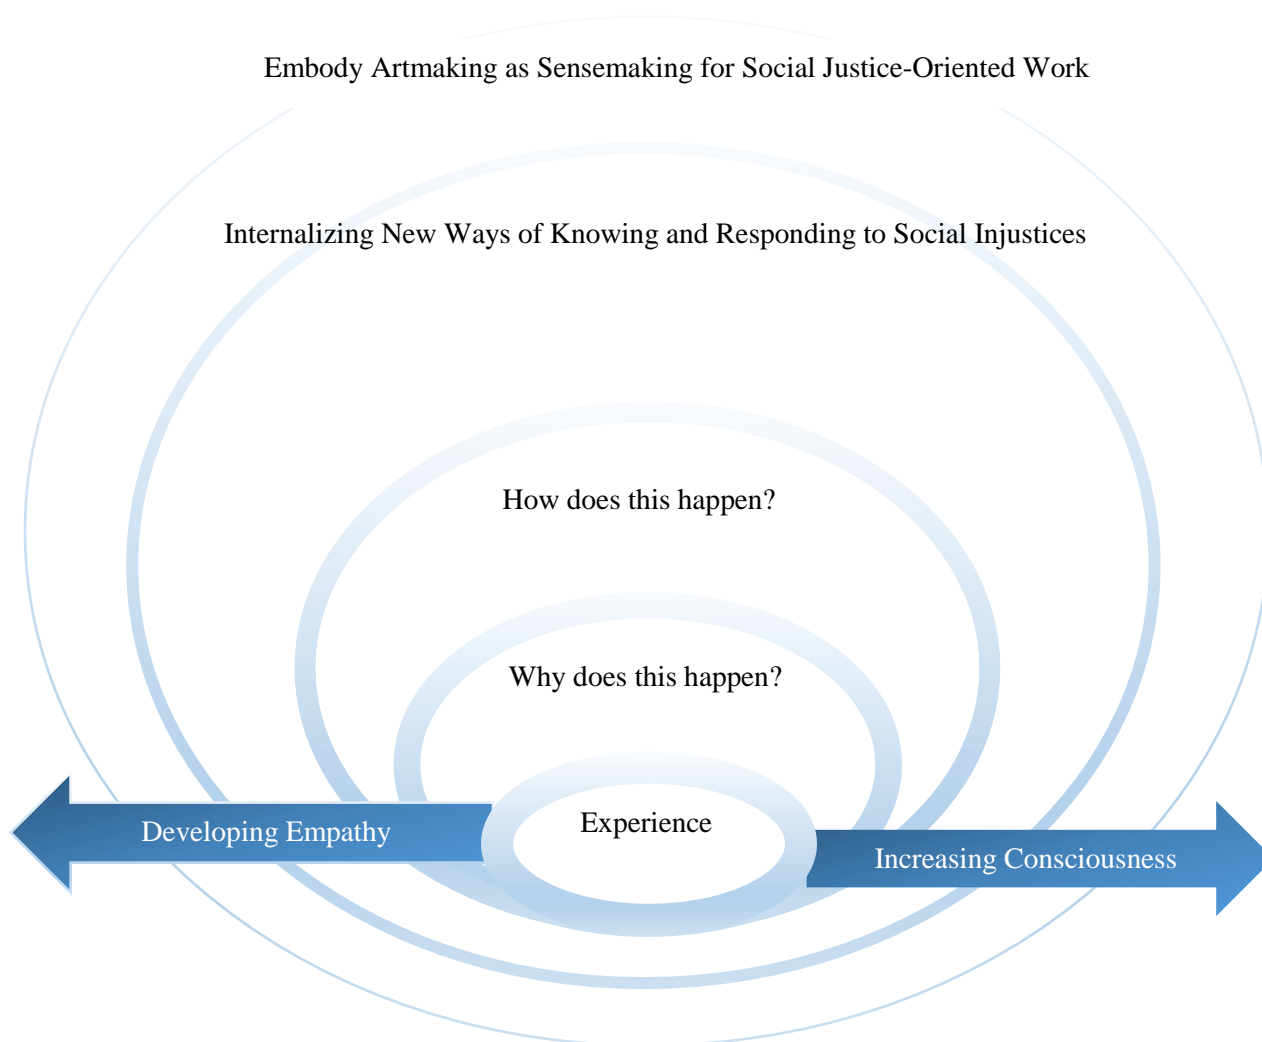 Embody Artmaking as Sensemaking for Social Justice-Oriented Work
Internalizing New Ways of Knowing and Responding to Social Injustices
How does this happen?
Why does this happen?
Experience
Developing Empathy
Increasing Consciousness